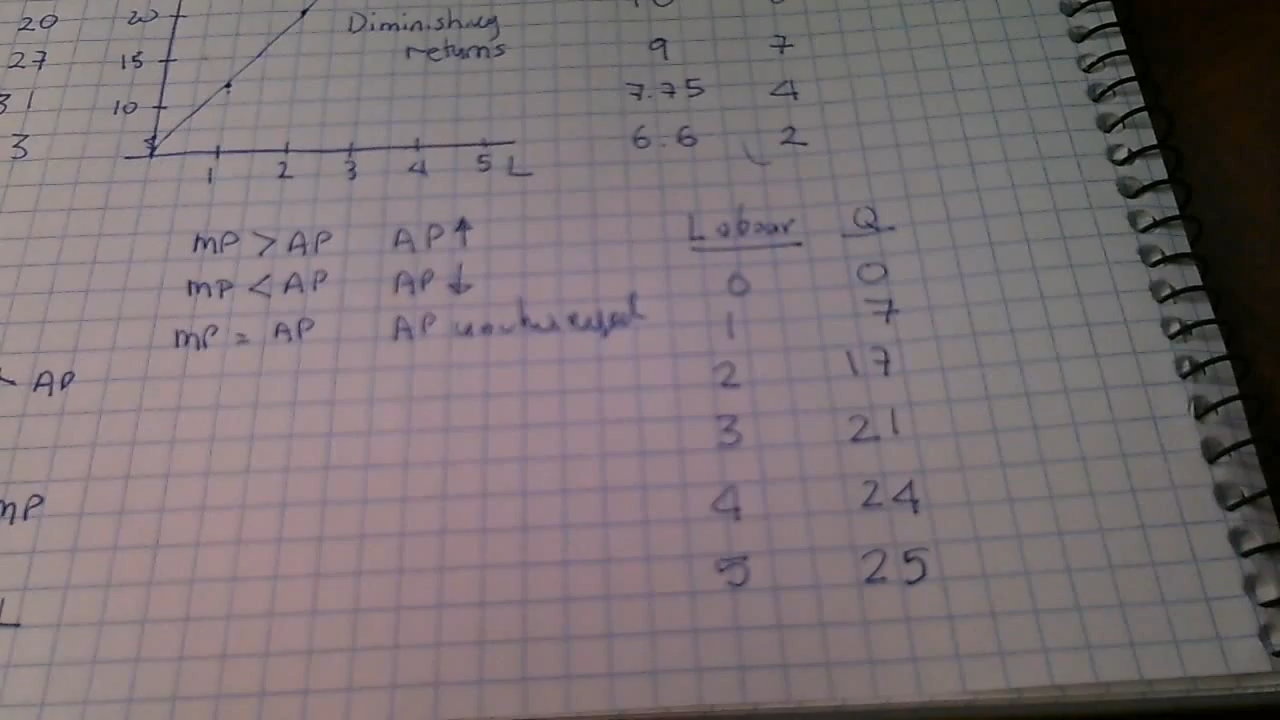 20
27
31
3
20
15
10
Diminishing
returns
1 2 3 4 5 L
9 7
7.75 4
6.6 2
MP > AP AP ↑
MP < AP AP ↓
MP = AP AP
AP
MP
L
Labour Q
0 0
1 7
2 17
3 21
4 24
5 25